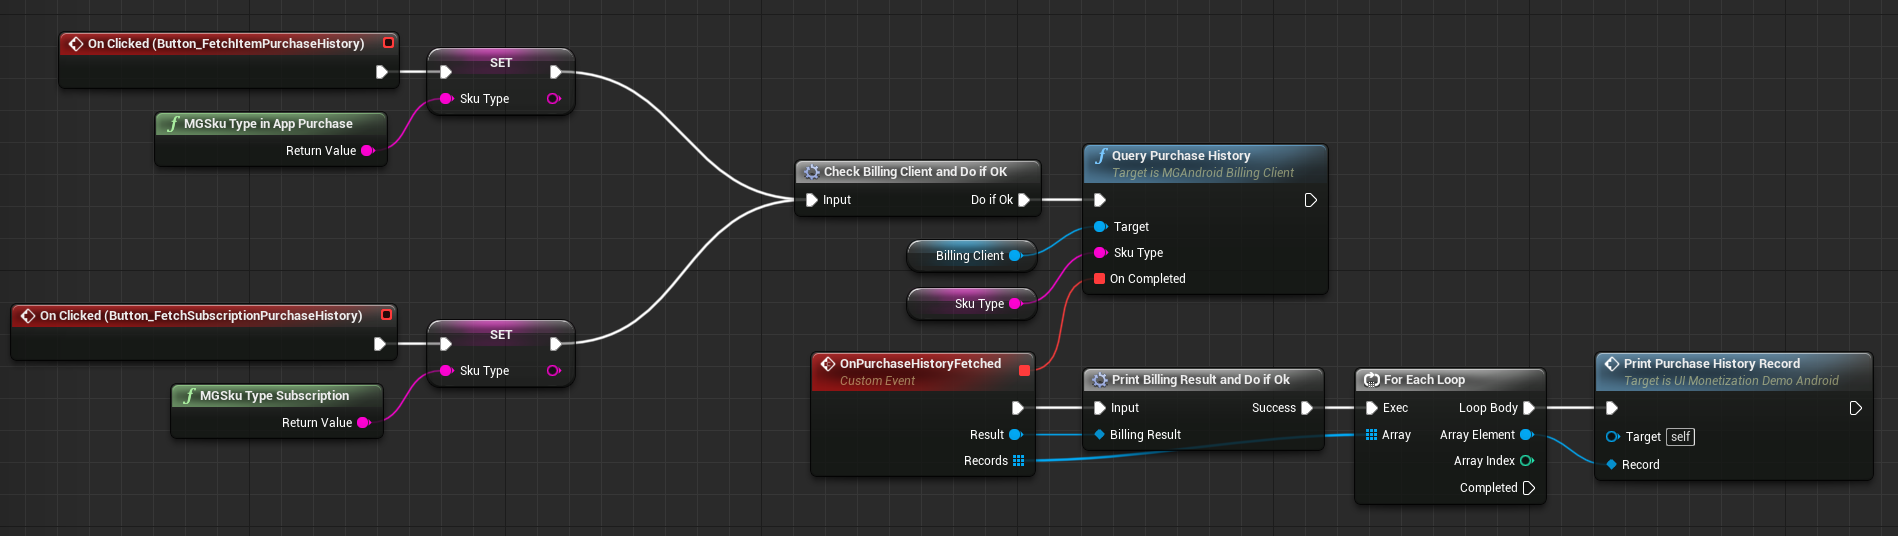 On Clicked (Button_FetchItemPurchaseHistory)
SET
Sku Type
MGSku Type in App Purchase
Return Value
Check Billing Client and Do if OK
Input
Do if Ok
Query Purchase History
Target is MGAndroid Billing Client
Target
Sku Type
On Completed
Billing Client
Sku Type
On Clicked (Button_FetchSubscriptionPurchaseHistory)
SET
Sku Type
MGSku Type Subscription
Return Value
OnPurchaseHistoryFetched
Custom Event
Result
Records
Print Billing Result and Do if Ok
Input
Success
Billing Result
For Each Loop
Exec
Loop Body
Array
Array Element
Array Index
Completed
Print Purchase History Record
Target is UI Monetization Demo Android
Target self
Record